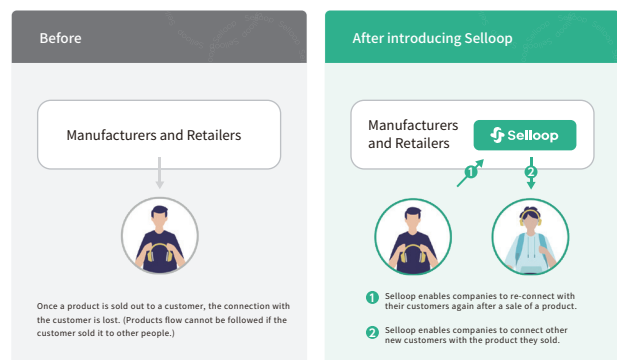 Before
Manufacturers and Retailers
Once a product is sold out to a customer, the connection with
the customer is lost. (Products flow cannot be followed if the
customer sold it to other people.)
After introducing Selloop
Manufacturers
and Retailers
Selloop
1
2
1 Selloop enables companies to re-connect with
their customers again after a sale of a product.
2 Selloop enables companies to connect other
new customers with the product they sold.